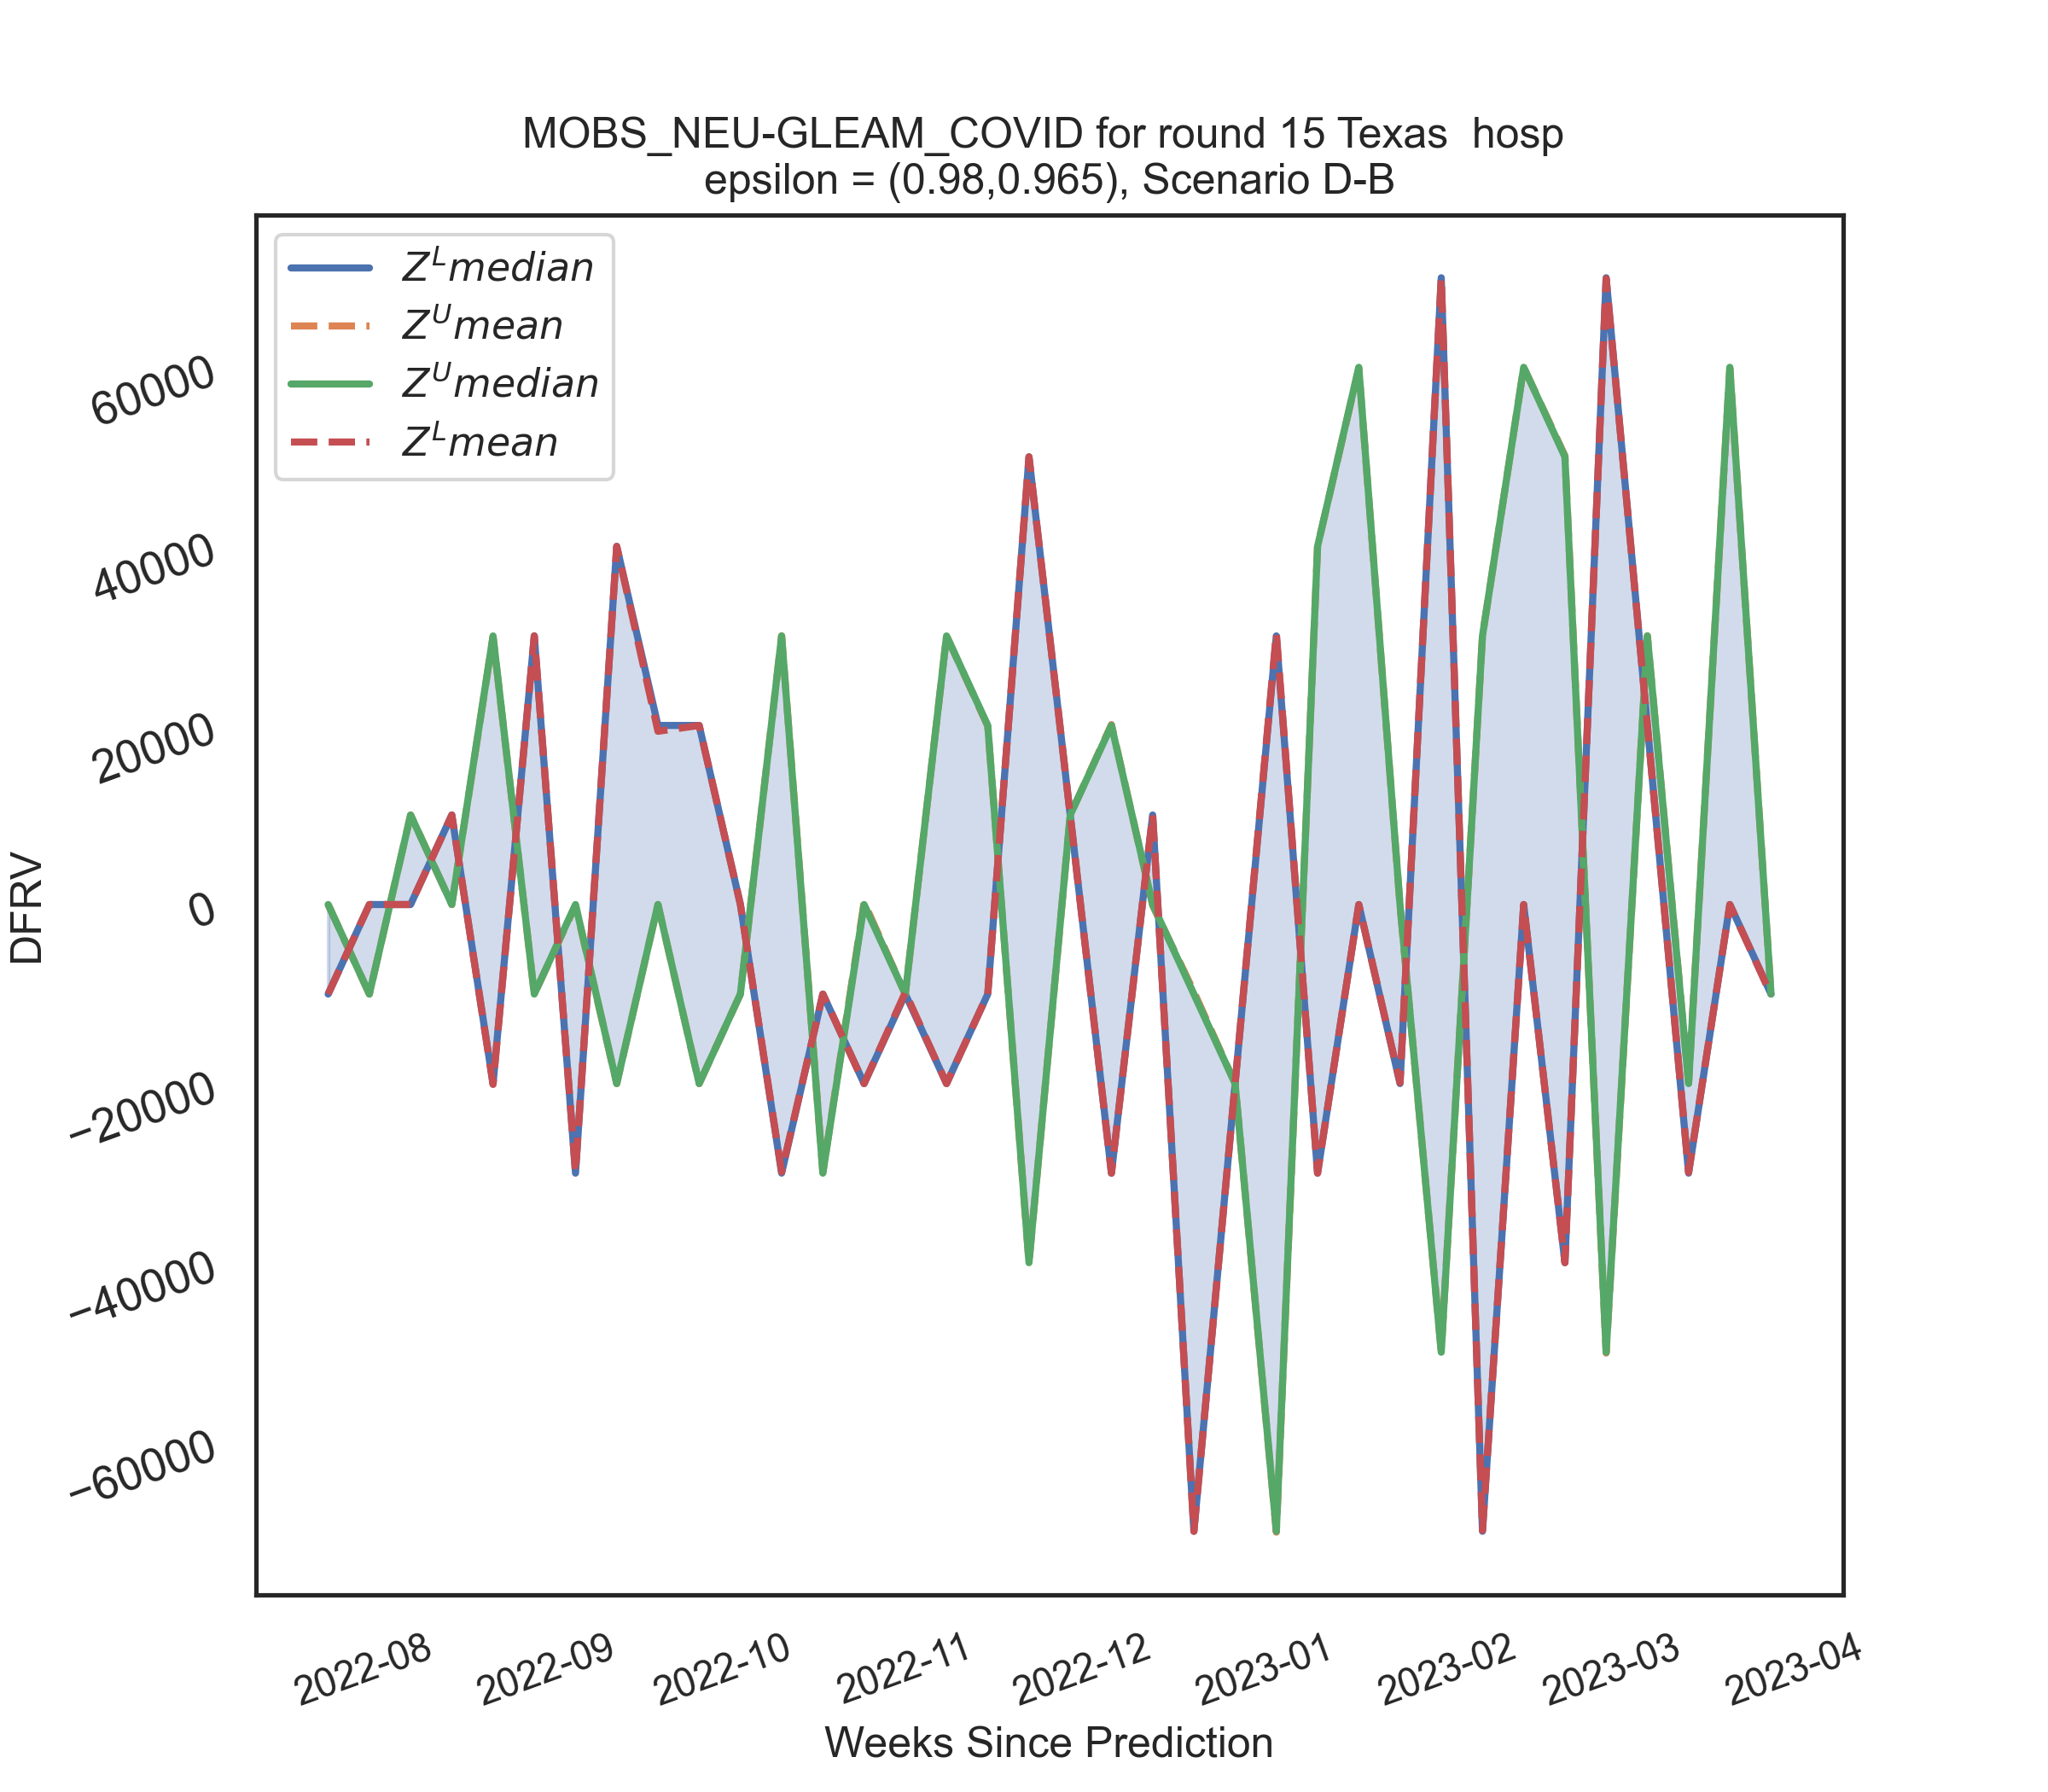 MOBS_NEU-GLEAM_COVID for round 15 Texas  hosp
epsilon = (0.98,0.965), Scenario D-B
Z^L median
Z^U mean
Z^U median
Z^L mean
DFRV
60000
40000
20000
0
−20000
−40000
−60000
2022-08
2022-09
2022-10
2022-11
2022-12
2023-01
2023-02
2023-03
2023-04
Weeks Since Prediction